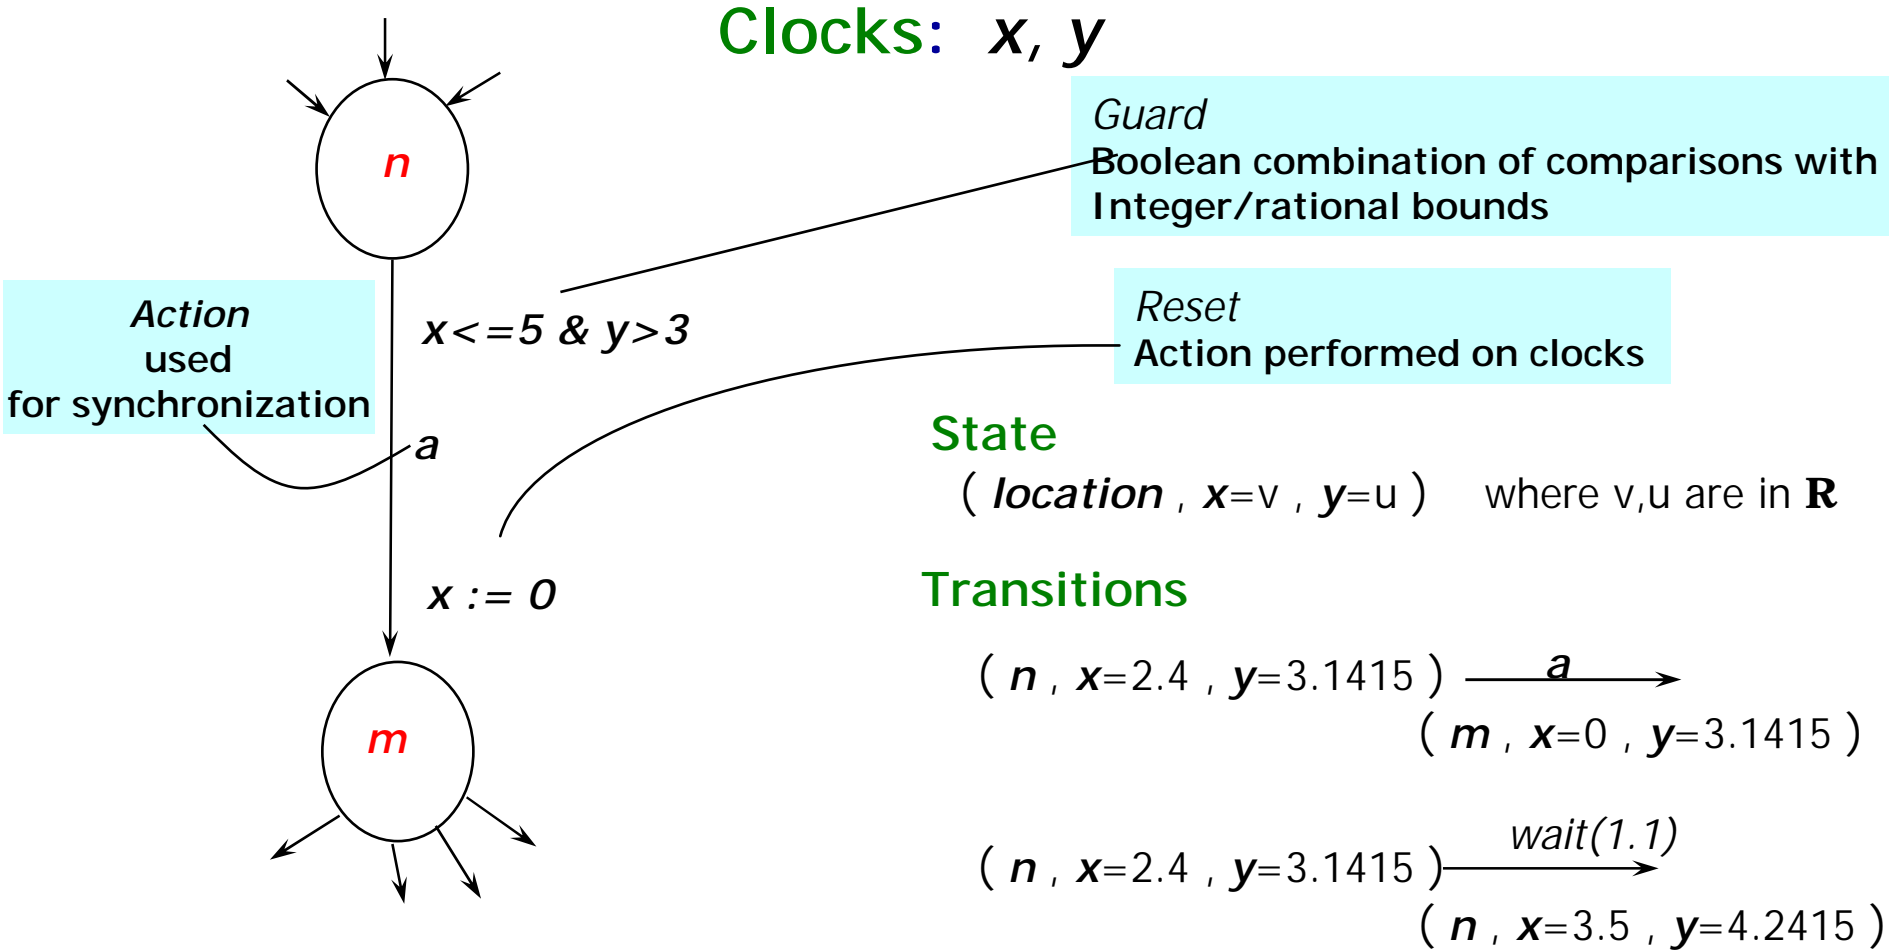 Clocks: x, y
n
Guard
Boolean combination of comparisons with
Integer/rational bounds
Action
used
for synchronization
x<=5 & y>3
Reset
Action performed on clocks
a
State
( location , x=v , y=u ) where v,u are in R
x := 0
Transitions
m
( n , x=2.4 , y=3.1415 ) a
( m , x=0 , y=3.1415 )
wait(1.1)
( n , x=2.4 , y=3.1415 )
( n , x=3.5 , y=4.2415 )